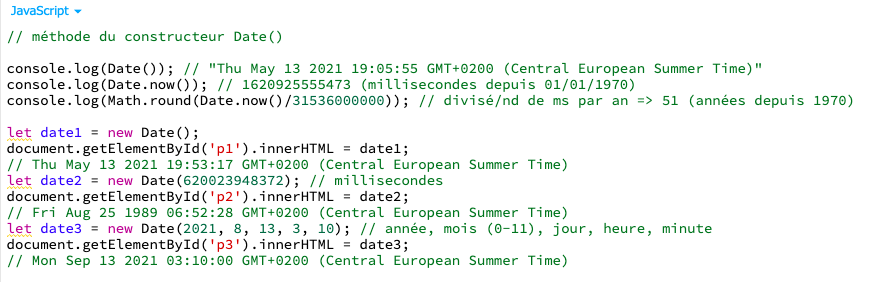 JavaScript
// méthode du constructeur Date()
console.log(Date()); // "Thu May 13 2021 19:05:55 GMT+0200 (Central European Summer Time)"
console.log(Date.now()); // 1620925555473 (millisecondes depuis 01/01/1970)
console.log(Math.round(Date.now()/31536000000)); // divisé/nd de ms par an => 51 (années depuis 1970)
let date1 = new Date();
document.getElementById('p1').innerHTML = date1;
// Thu May 13 2021 19:53:17 GMT+0200 (Central European Summer Time)
let date2 = new Date(620023948372); // millisecondes
document.getElementById('p2').innerHTML = date2;
// Fri Aug 25 1989 06:52:28 GMT+0200 (Central European Summer Time)
let date3 = new Date(2021, 8, 13, 3, 10); // année, mois (0-11), jour, heure, minute
document.getElementById('p3').innerHTML = date3;
// Mon Sep 13 2021 03:10:00 GMT+0200 (Central European Summer Time)